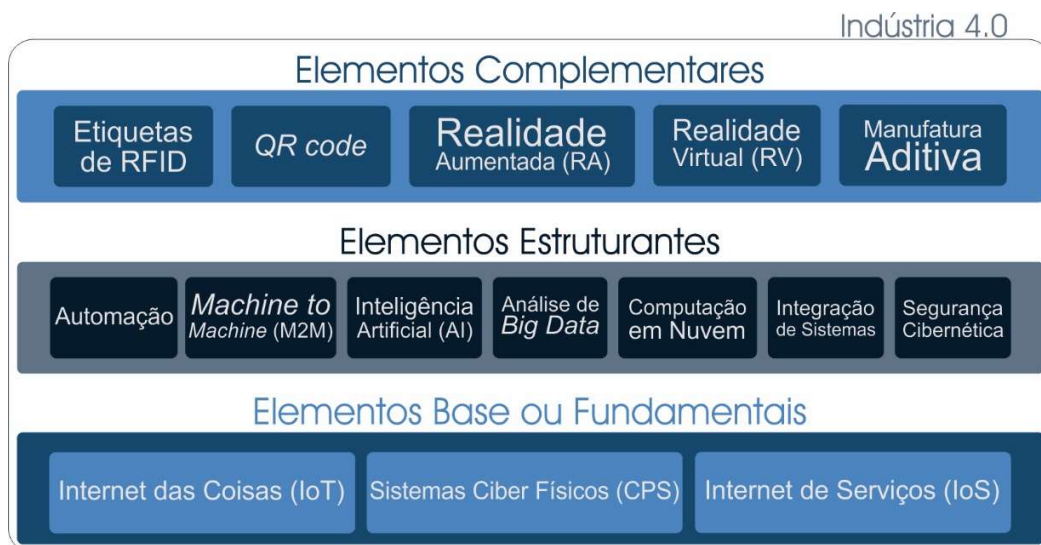 Indústria 4.0
Elementos Complementares
Etiquetas
de RFID
QR code
Realidade
Aumentada (RA)
Realidade
Virtual (RV)
Manufatura
Aditiva
Elementos Estruturantes
Automação
Machine to
Machine (M2M)
Inteligência
Artificial (AI)
Análise de
Big Data
Computação
em Nuvem
Integração
de Sistemas
Segurança
Cibernética
Elementos Base ou Fundamentais
Internet das Coisas (IoT)
Sistemas Ciber Físicos (CPS)
Internet de Serviços (IoS)